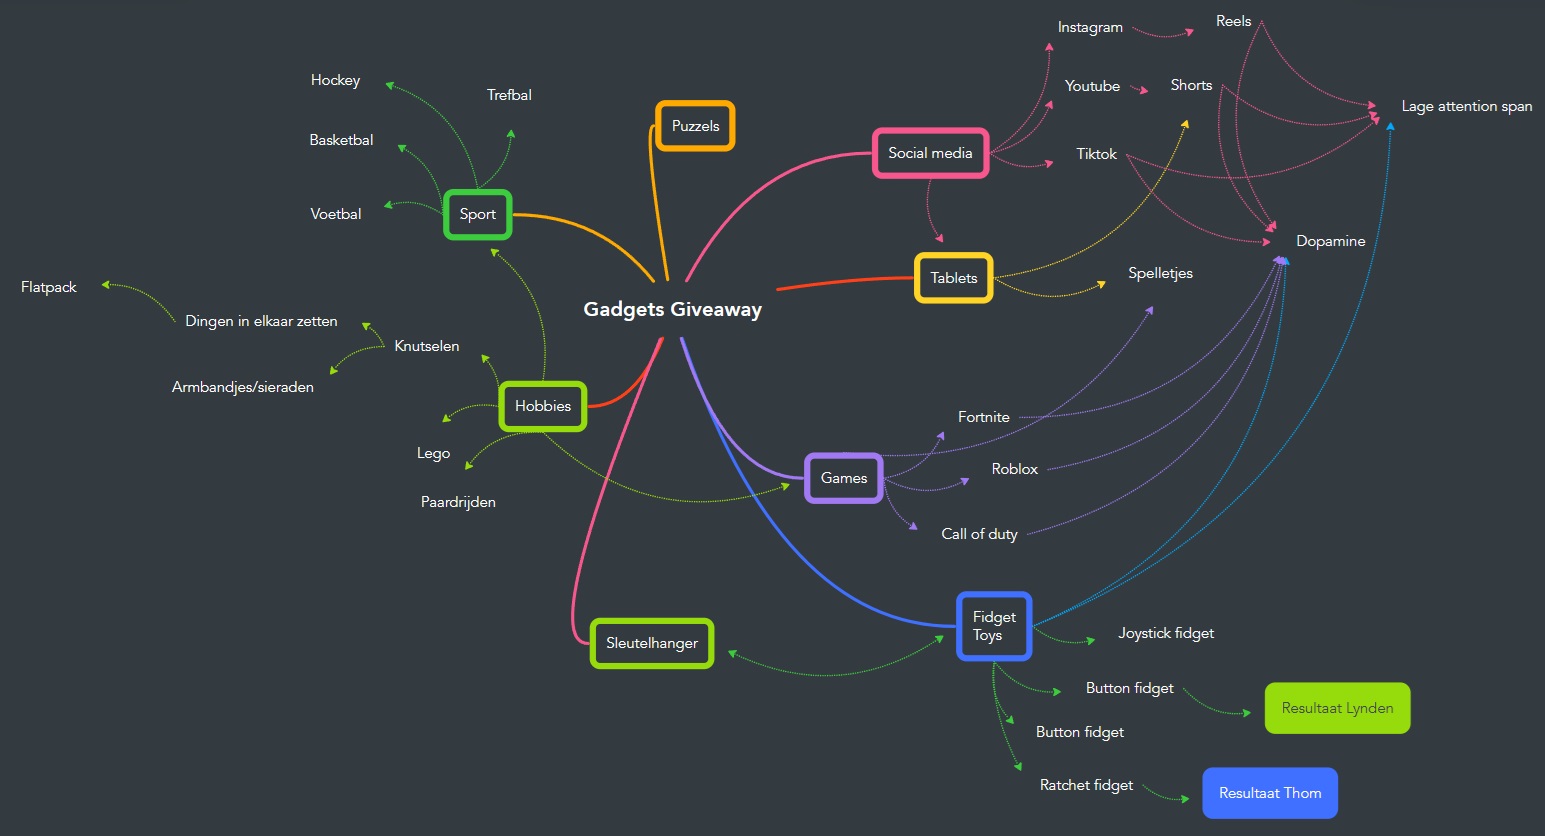 Instagram
Reels
Hockey
Trefbal
Youtube
Shorts
Lage attention span
Puzzels
Basketbal
Social media
Tiktok
Voetbal
Sport
Dopamine
Tablets
Spelletjes
Flatpack
Gadgets Giveaway
Dingen in elkaar zetten
Knutselen
Armbandjes/sieraden
Hobbies
Fortnite
Lego
Roblox
Games
Paardrijden
Call of duty
Fidget
Toys
Joystick fidget
Sleutelhanger
Button fidget
Resultaat Lynden
Button fidget
Ratchet fidget
Resultaat Thom